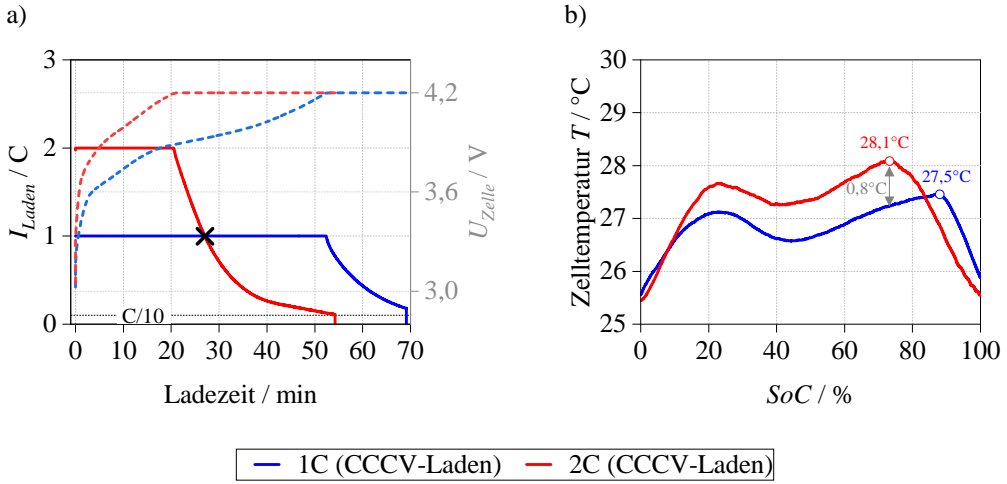 a)
3
2
1
0
I_Laden / C
4,2
3,6
3,0
U_Zelle / V
C/10
0 10 20 30 40 50 60 70
Ladezeit / min
b)
30
29
28
27
26
25
Zelltemperatur T / °C
28,1°C
27,5°C
0,8°C
0 20 40 60 80 100
SoC / %
1C (CCCV-Laden) 2C (CCCV-Laden)